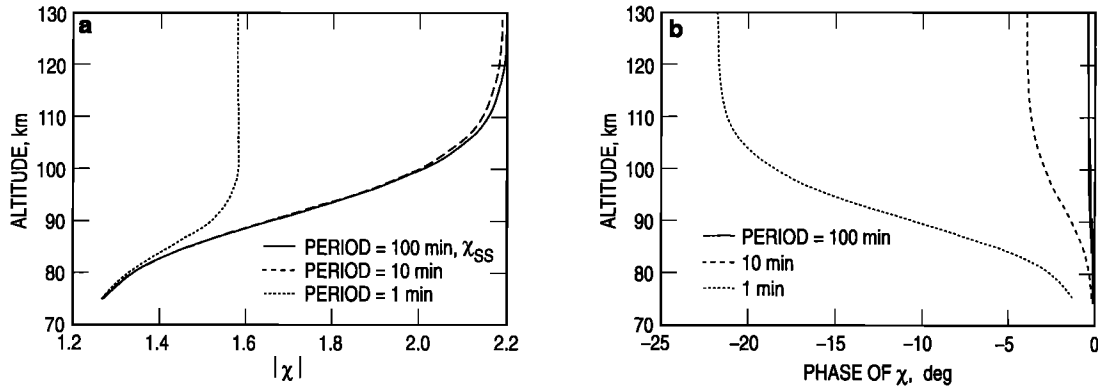 a
130
120
110
100
90
80
70
ALTITUDE, km
PERIOD = 100 min, χSS
PERIOD = 10 min
PERIOD = 1 min
1.2 1.4 1.6 1.8 2.0 2.2
|χ|
b
130
120
110
100
90
80
70
ALTITUDE, km
PERIOD = 100 min
10 min
1 min
−25 −20 −15 −10 −5 0
PHASE OF χ, deg